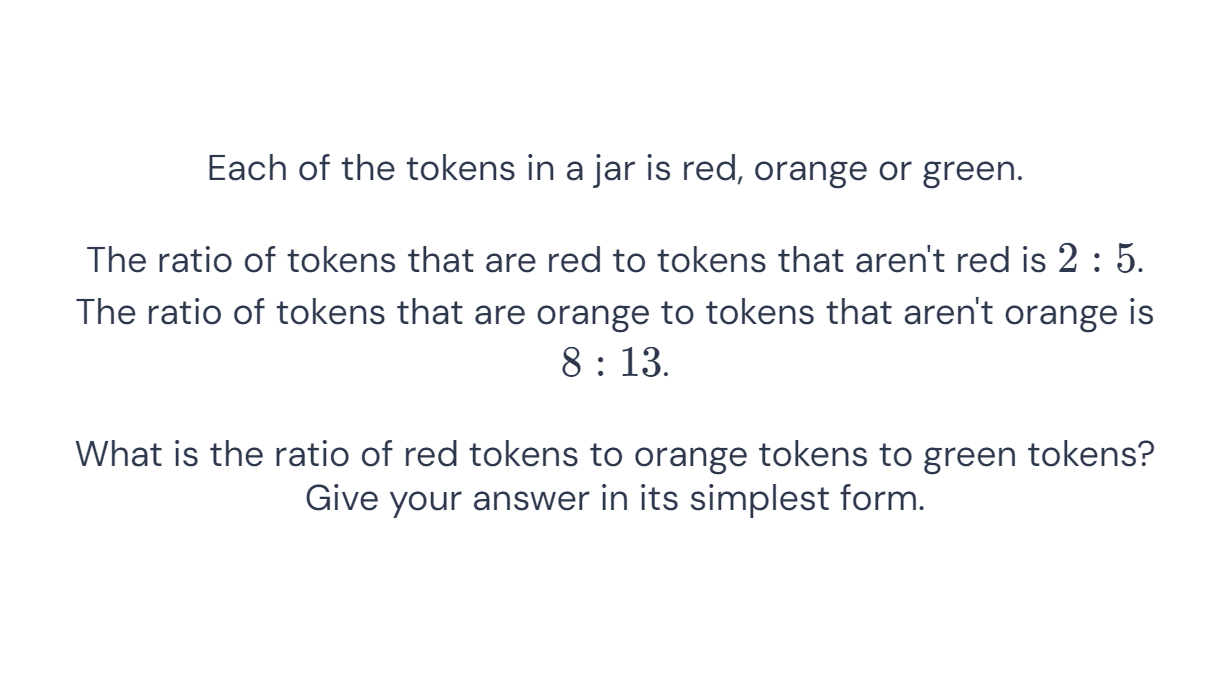 Each of the tokens in a jar is red, orange or green.
The ratio of tokens that are red to tokens that aren't red is 2 : 5.
The ratio of tokens that are orange to tokens that aren't orange is
8 : 13.
What is the ratio of red tokens to orange tokens to green tokens?
Give your answer in its simplest form.